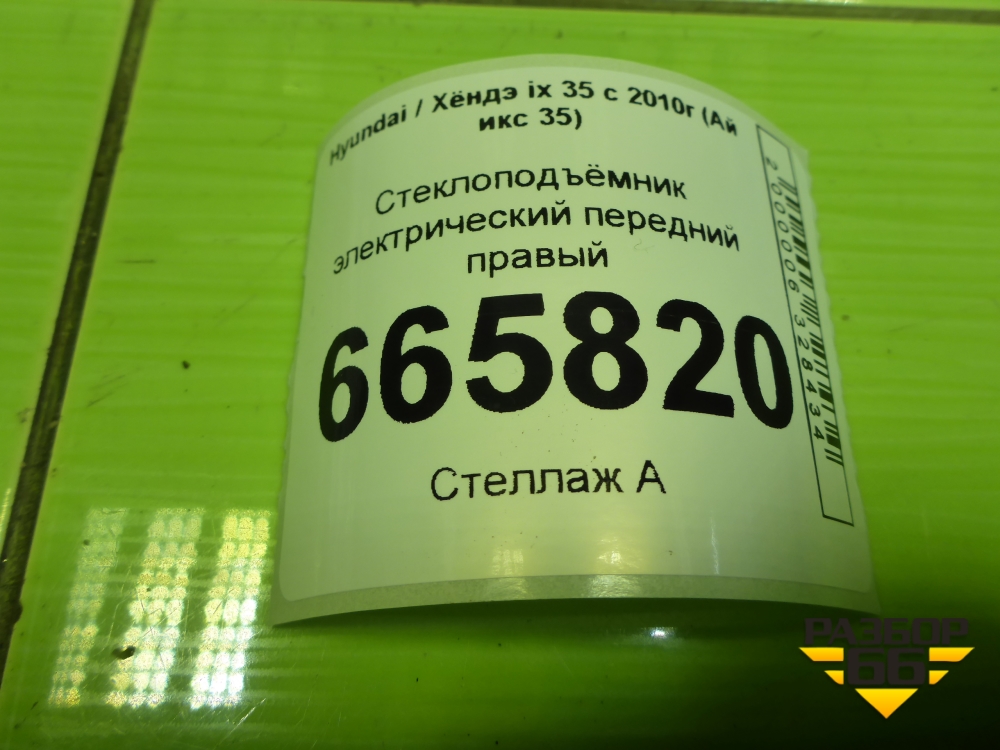 Hyundai / Хёндэ ix 35 с 2010г (Ай
икс 35)
Стеклоподъёмник
электрический передний
правый
665820
Стеллаж А
2000006328434
РАЗБОР
66